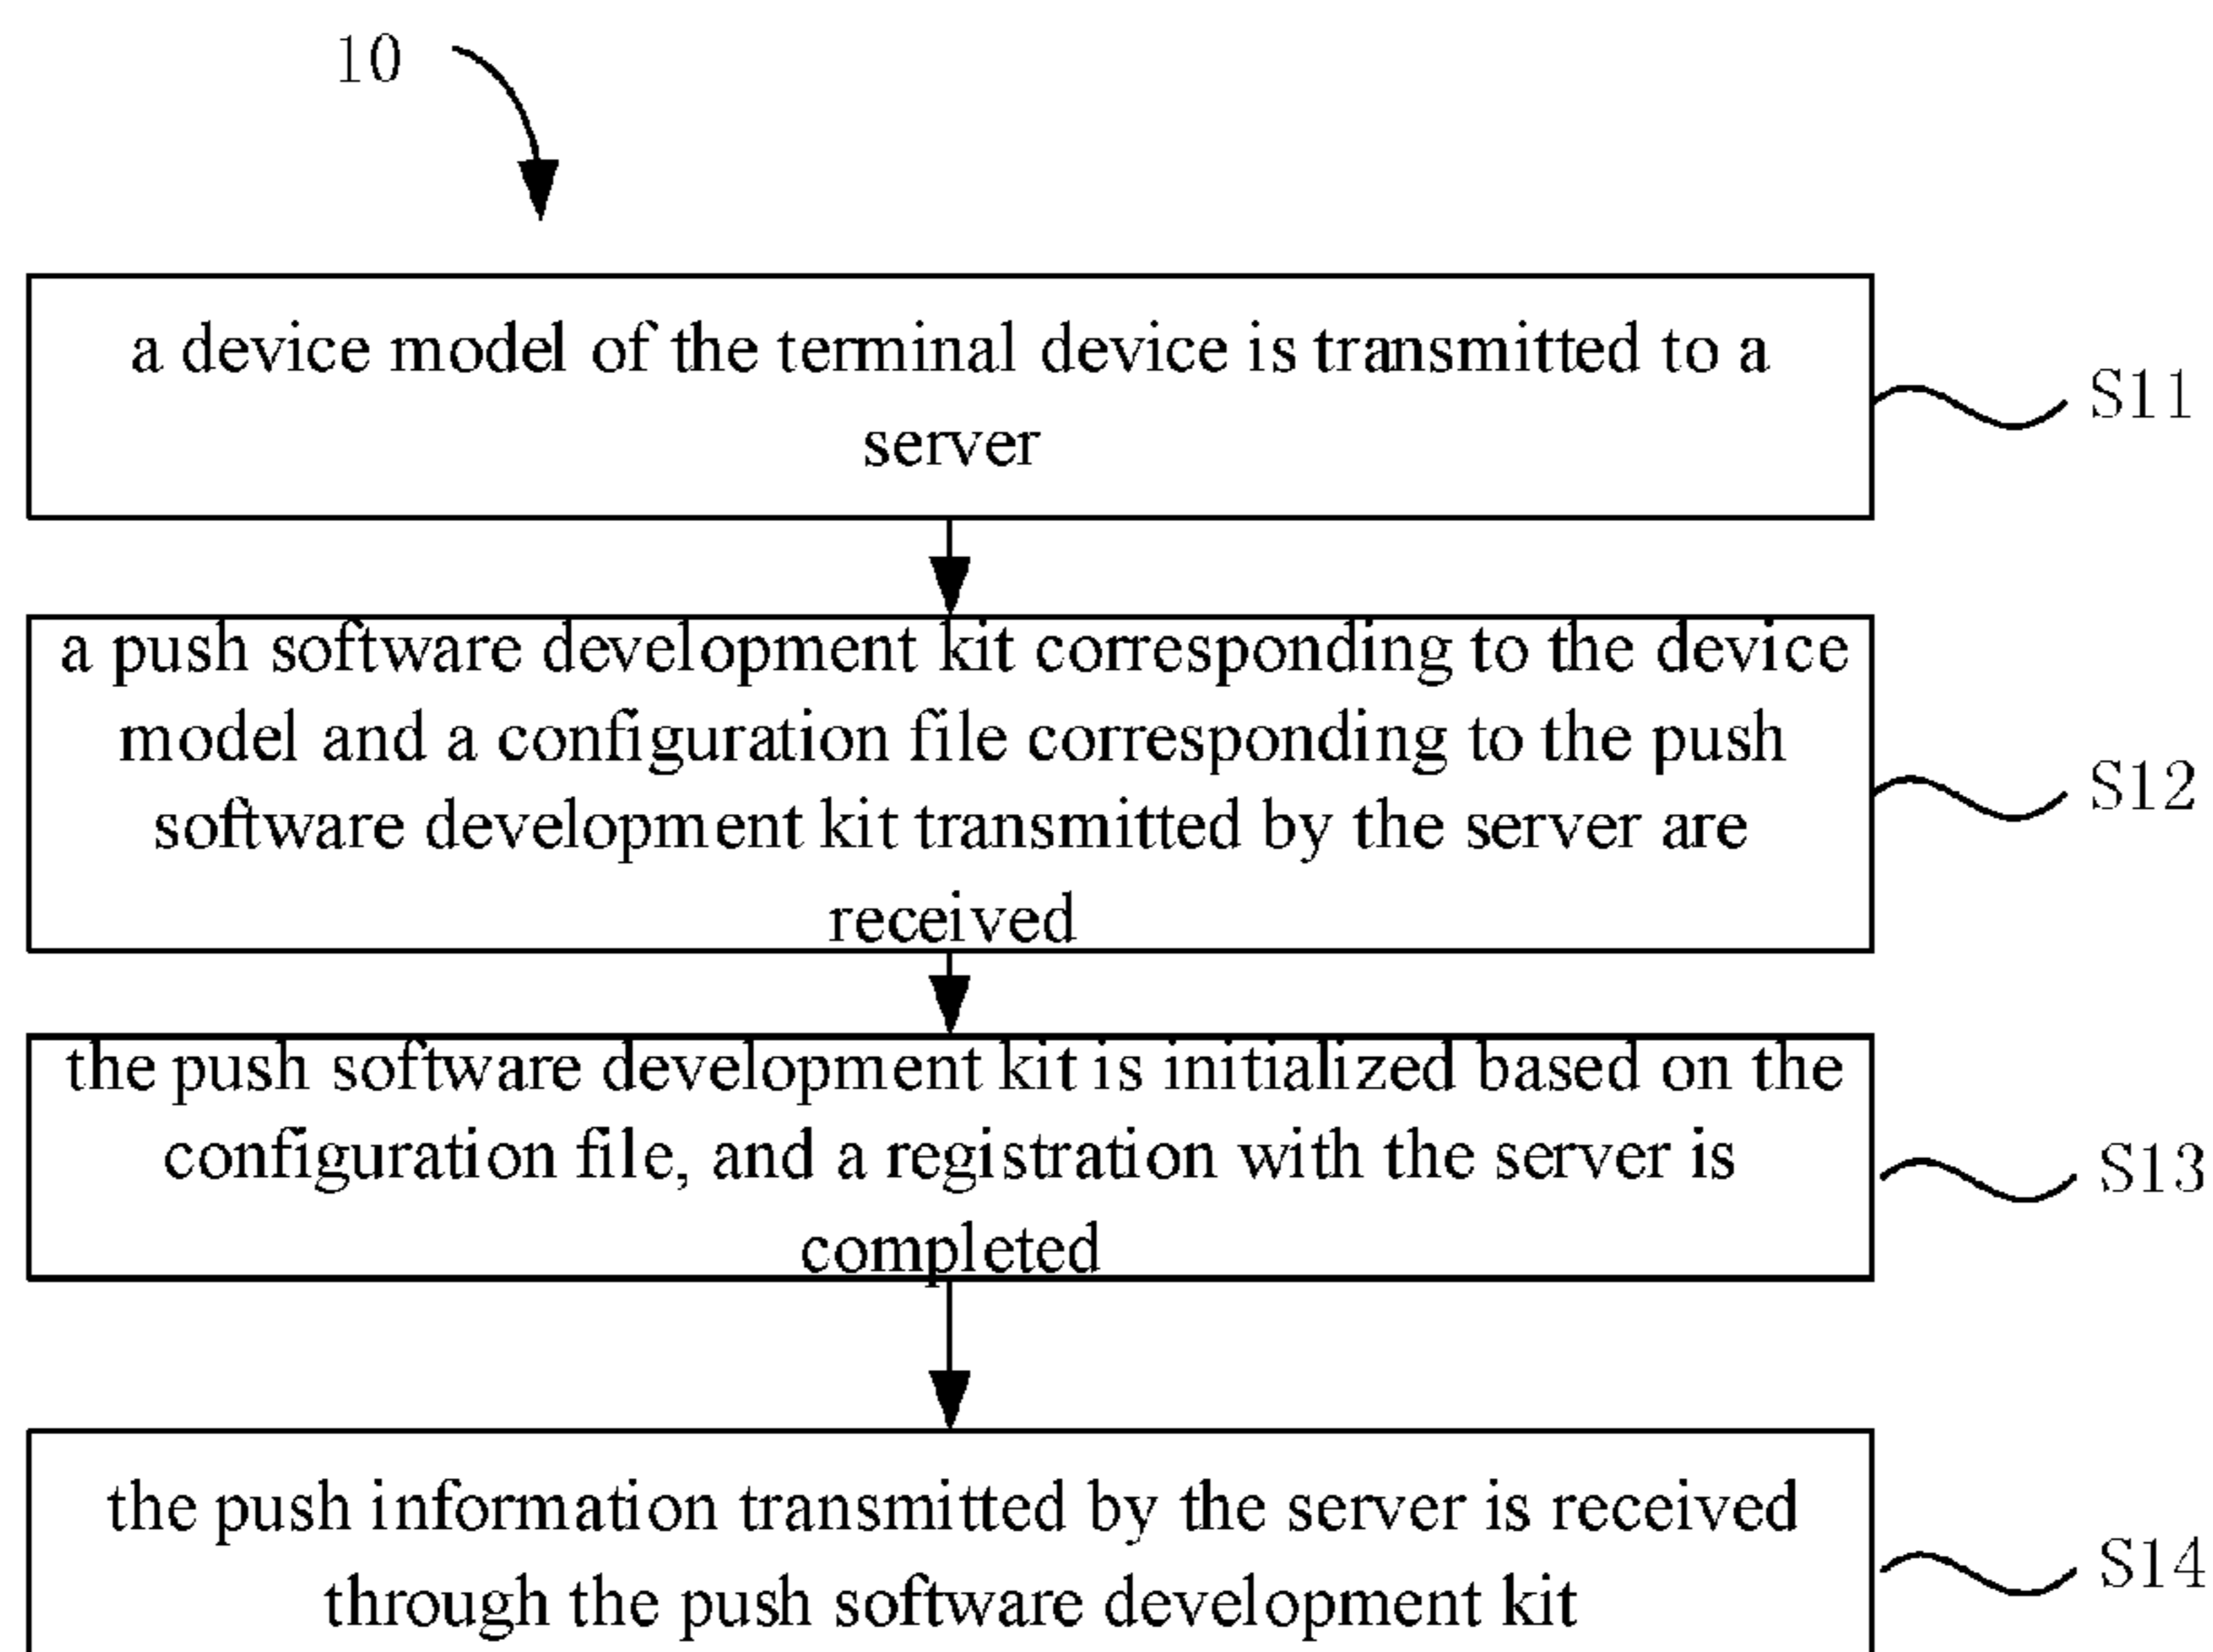 10
a device model of the terminal device is transmitted to a
server
S11
a push software development kit corresponding to the device
model and a configuration file corresponding to the push
software development kit transmitted by the server are
received
S12
the push software development kit is initialized based on the
configuration file, and a registration with the server is
completed
S13
the push information transmitted by the server is received
through the push software development kit
S14